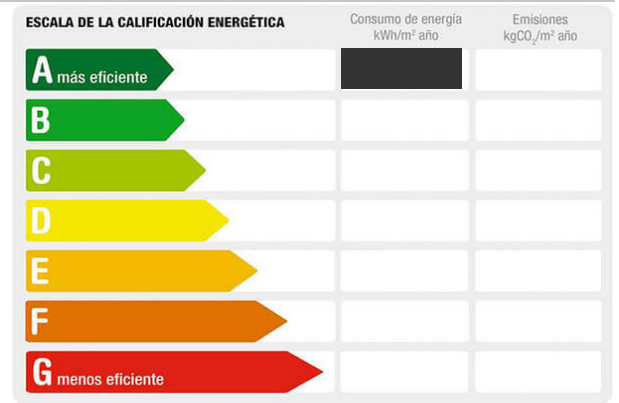 ESCALA DE LA CALIFICACIÓN ENERGÉTICA
Consumo de energía
kWh/m² año
Emisiones
kgCO₂/m² año
A más eficiente
B
C
D
E
F
G menos eficiente